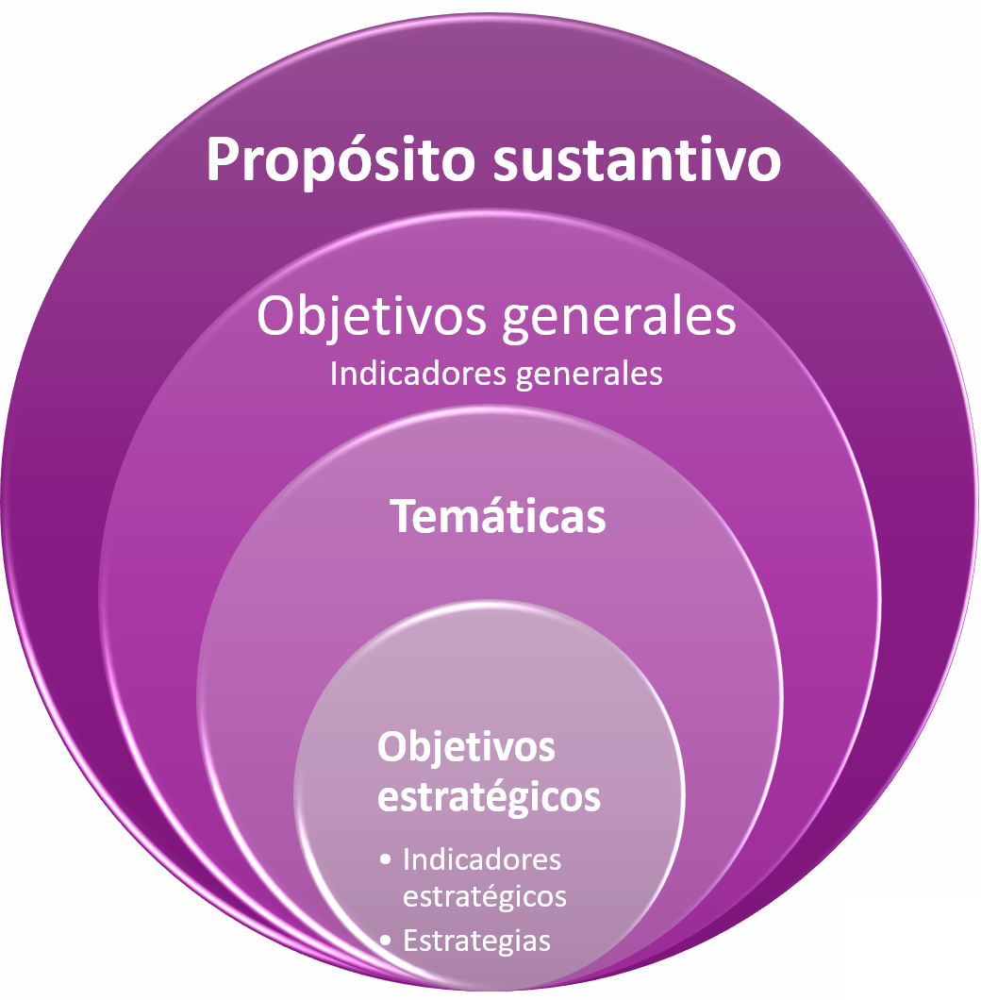 Propósito sustantivo
Objetivos generales
Indicadores generales
Temáticas
Objetivos
estratégicos
• Indicadores
estratégicos
• Estrategias